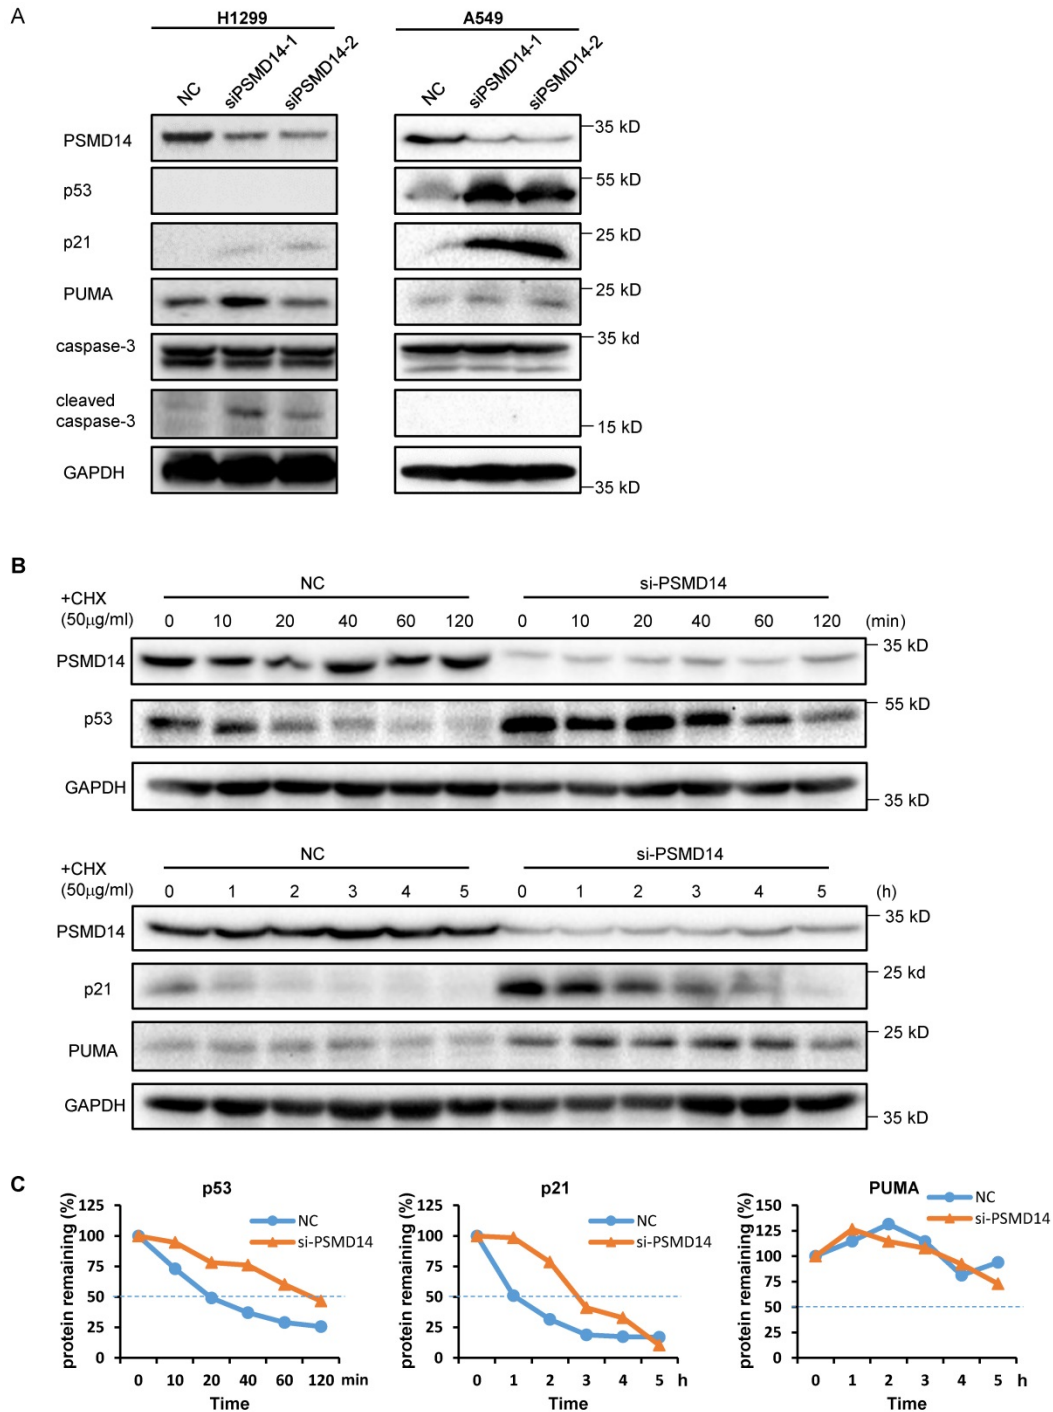 A
H1299 A549
NC siPSMD14-1 siPSMD14-2 NC siPSMD14-1 siPSMD14-2
PSMD14 35 kD
p53 55 kD
p21 25 kD
PUMA 25 kD
caspase-3 35 kd
cleaved
caspase-3 15 kD
GAPDH 35 kD
B
NC si-PSMD14
+CHX
(50μg/ml) 0 10 20 40 60 120 0 10 20 40 60 120 (min)
PSMD14 35 kD
p53 55 kD
GAPDH 35 kD
NC si-PSMD14
+CHX
(50μg/ml) 0 1 2 3 4 5 0 1 2 3 4 5 (h)
PSMD14 35 kD
p21 25 kd
PUMA 25 kD
GAPDH 35 kD
C
p53
protein remaining (%)
125
100
75
50
25
0
NC
si-PSMD14
0 10 20 40 60 120 min
Time
p21
protein remaining (%)
125
100
75
50
25
0
NC
si-PSMD14
0 1 2 3 4 5 h
Time
PUMA
protein remaining (%)
150
125
100
75
50
25
0
NC
si-PSMD14
0 1 2 3 4 5 h
Time